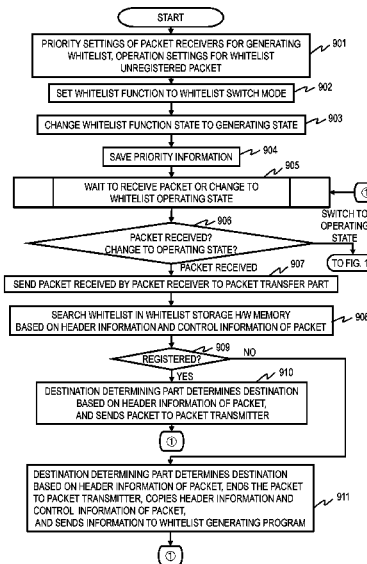 START
PRIORITY SETTINGS OF PACKET RECEIVERS FOR GENERATING
WHITELIST, OPERATION SETTINGS FOR WHITELIST
UNREGISTERED PACKET
901
SET WHITELIST FUNCTION TO WHITELIST SWITCH MODE
902
CHANGE WHITELIST FUNCTION STATE TO GENERATING STATE
903
904
SAVE PRIORITY INFORMATION
905
WAIT TO RECEIVE PACKET OR CHANGE TO
WHITELIST OPERATING STATE
①
906
PACKET RECEIVED?
CHANGE TO OPERATING STATE?
SWITCH TO
OPERATING
STATE
TO FIG. 1
PACKET RECEIVED
907
SEND PACKET RECEIVED BY PACKET RECEIVER TO PACKET TRANSFER PART
SEARCH WHITELIST IN WHITELIST STORAGE H/W MEMORY
BASED ON HEADER INFORMATION AND CONTROL INFORMATION OF PACKET
908
909
REGISTERED?
NO
YES
910
DESTINATION DETERMINING PART DETERMINES DESTINATION
BASED ON HEADER INFORMATION OF PACKET,
AND SENDS PACKET TO PACKET TRANSMITTER
①
DESTINATION DETERMINING PART DETERMINES DESTINATION
BASED ON HEADER INFORMATION OF PACKET, ENDS THE PACKET
TO PACKET TRANSMITTER, COPIES HEADER INFORMATION AND
CONTROL INFORMATION OF PACKET,
AND SENDS INFORMATION TO WHITELIST GENERATING PROGRAM
911
①